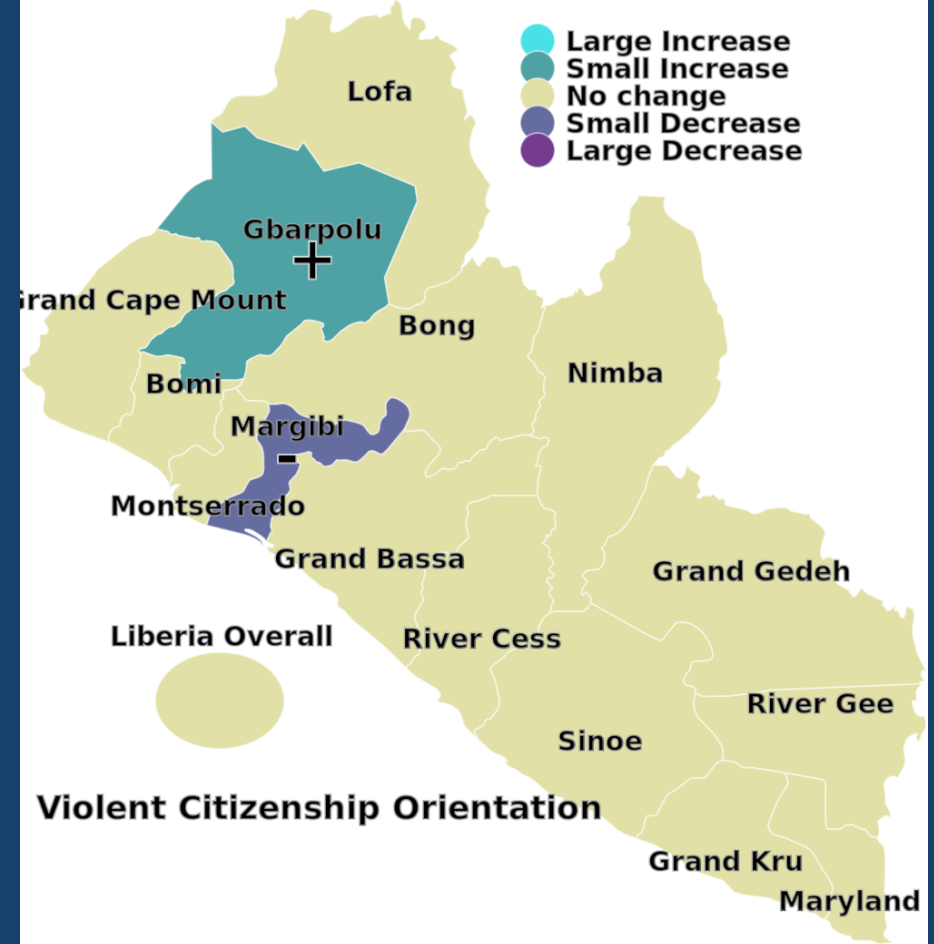 Large Increase
Small Increase
No change
Small Decrease
Large Decrease
Lofa
Gbarpolu
+
Grand Cape Mount
Bong
Nimba
Bomi
Margibi
-
Montserrado
Grand Bassa
Grand Gedeh
Liberia Overall
River Cess
River Gee
Sinoe
Violent Citizenship Orientation
Grand Kru
Maryland